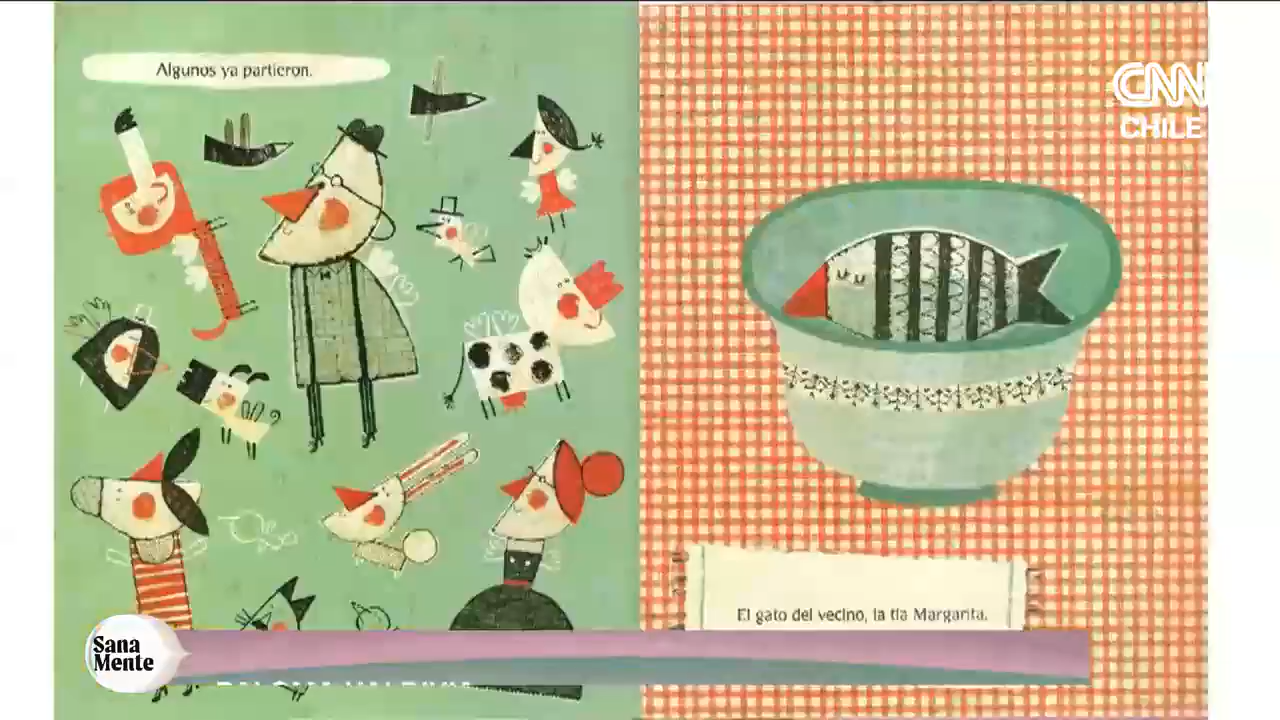 Algunos ya partieron.
CNN
CHILE
El gato del vecino, la tía Margarita.
Sana
Mente